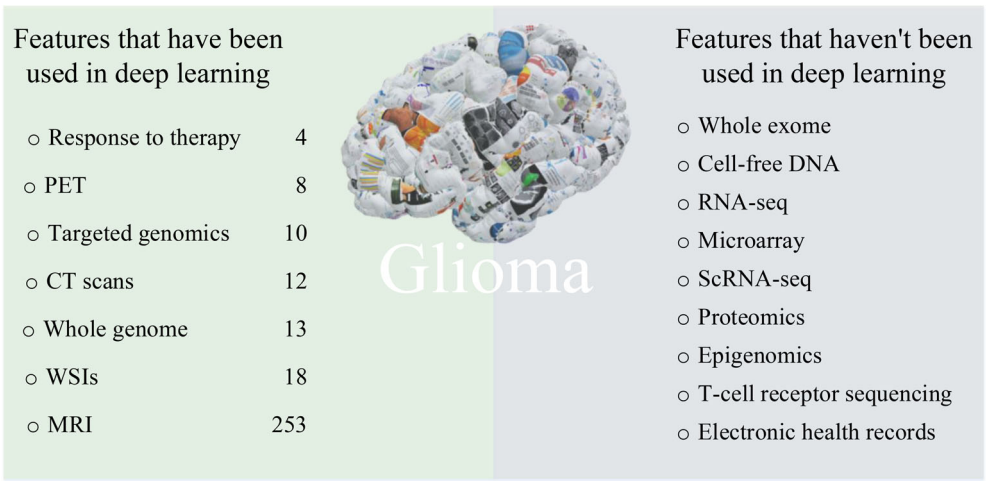 Features that have been
used in deep learning
○ Response to therapy 4
○ PET 8
○ Targeted genomics 10
○ CT scans 12
○ Whole genome 13
○ WSIs 18
○ MRI 253
Glioma
Features that haven't been
used in deep learning
○ Whole exome
○ Cell-free DNA
○ RNA-seq
○ Microarray
○ ScRNA-seq
○ Proteomics
○ Epigenomics
○ T-cell receptor sequencing
○ Electronic health records